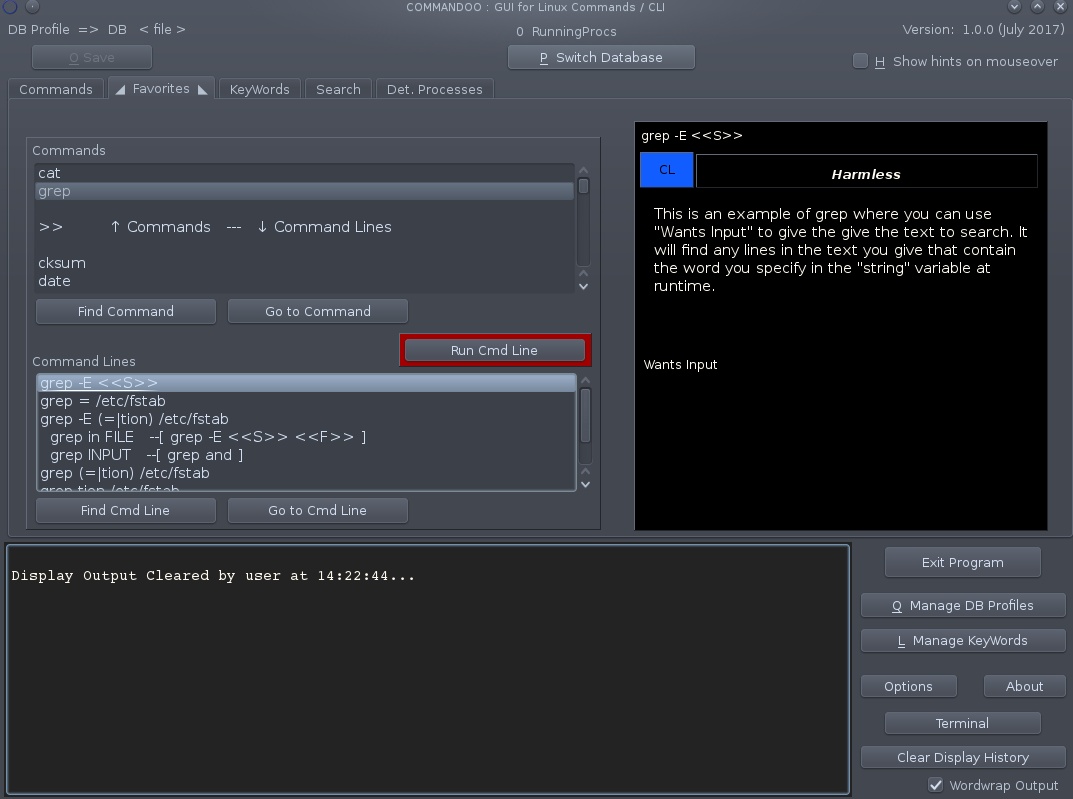 COMMANDOO : GUI for Linux Commands / CLI
DB Profile => DB < file >
0 RunningProcs
Version: 1.0.0 (July 2017)
Q Save
P Switch Database
H Show hints on mouseover
Commands
Favorites
KeyWords
Search
Det. Processes
Commands
cat
grep
>> ↑ Commands --- ↓ Command Lines
cksum
date
Find Command
Go to Command
Run Cmd Line
Command Lines
grep -E <<S>>
grep = /etc/fstab
grep -E (=|tion) /etc/fstab
grep in FILE --[ grep -E <<S>> <<F>> ]
grep INPUT --[ grep and ]
grep (=|tion) /etc/fstab
grep tion /etc/fstab
Find Cmd Line
Go to Cmd Line
grep -E <<S>>
CL
Harmless
This is an example of grep where you can use
"Wants Input" to give the give the text to search. It
will find any lines in the text you give that contain
the word you specify in the "string" variable at
runtime.
Wants Input
Display Output Cleared by user at 14:22:44...
Exit Program
Q Manage DB Profiles
L Manage KeyWords
Options
About
Terminal
Clear Display History
Wordwrap Output